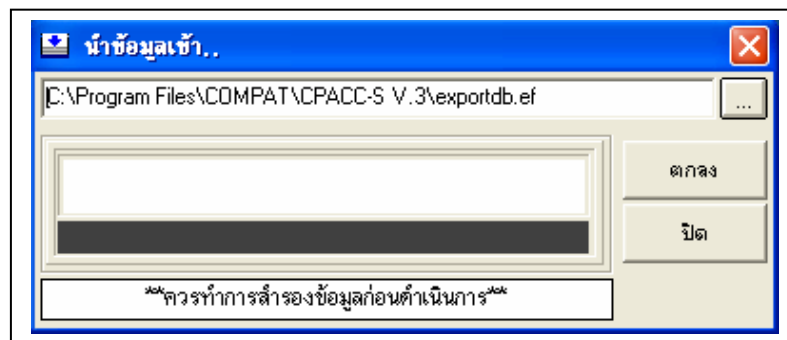 นำข้อมูลเข้า..
C:\Program Files\COMPAT\CPACC-S V.3\exportdb.ef
...
ตกลง
ปิด
**ควรทำการสำรองข้อมูลก่อนดำเนินการ**